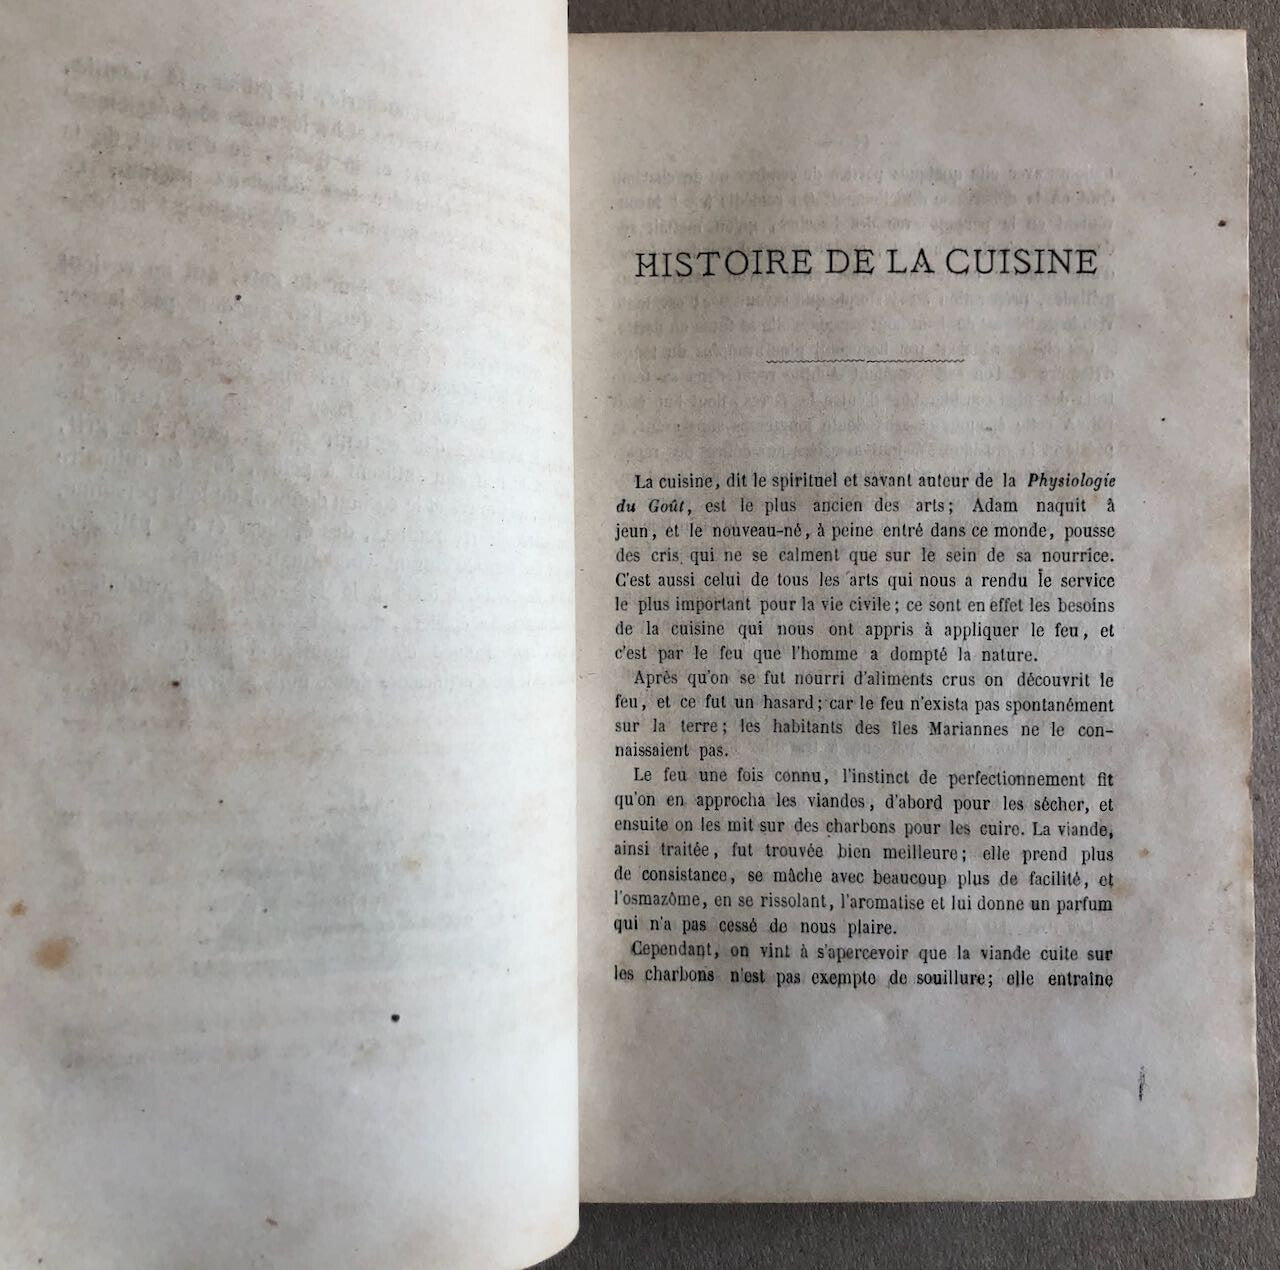 HISTOIRE DE LA CUISINE
La cuisine, dit le spirituel et savant auteur de la Physiologie
du Goût, est le plus ancien des arts; Adam naquit à
jeun, et le nouveau-né, à peine entré dans ce monde, pousse
des cris qui ne se calment que sur le sein de sa nourrice.
C'est aussi celui de tous les arts qui nous a rendu le service
le plus important pour la vie civile; ce sont en effet les besoins
de la cuisine qui nous ont appris à appliquer le feu, et
c'est par le feu que l'homme a dompté la nature.
Après qu'on se fut nourri d'aliments crus on découvrit le
feu, et ce fut un hasard; car le feu n'exista pas spontanément
sur la terre; les habitants des îles Mariannes ne le con-
naissaient pas.
Le feu une fois connu, l'instinct de perfectionnement fit
qu'on en approcha les viandes, d'abord pour les sécher, et
ensuite on les mit sur des charbons pour les cuire. La viande,
ainsi traitée, fut trouvée bien meilleure; elle prend plus
de consistance, se mâche avec beaucoup plus de facilité, et
l'osmazôme, en se rissolant, l'aromatise et lui donne un parfum
qui n'a pas cessé de nous plaire.
Cependant, on vint à s'apercevoir que la viande cuite sur
les charbons n'est pas exempte de souillure; elle entraîne